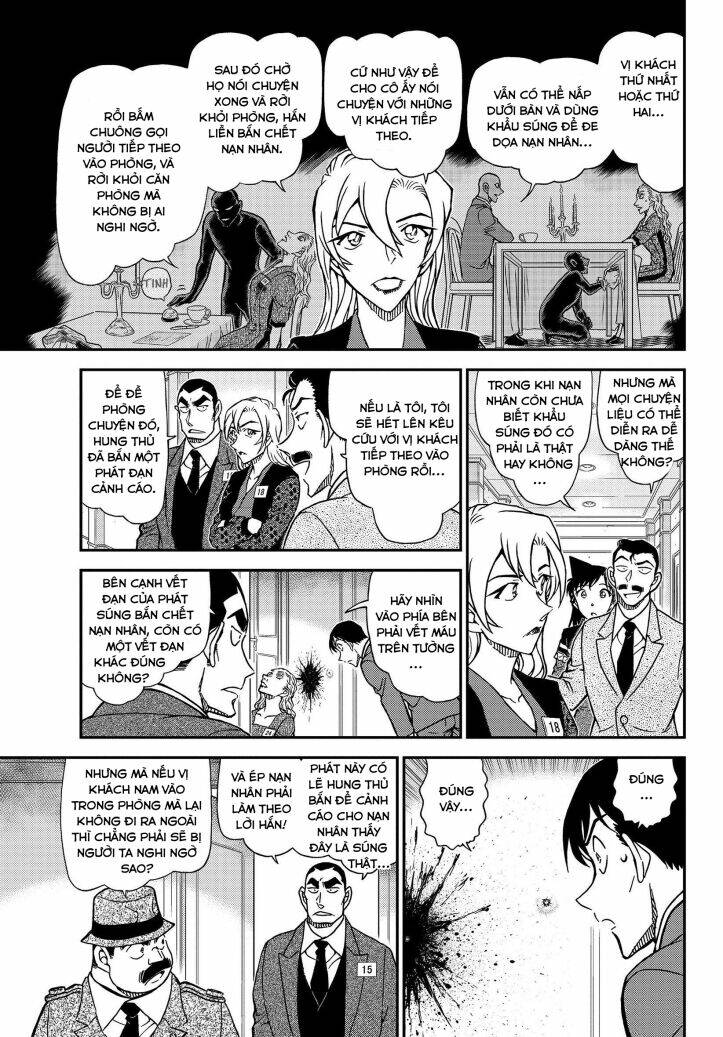 VỊ KHÁCH
THỨ NHẤT
HOẶC THỨ
HAI...
VẪN CÓ THỂ NẤP
DƯỚI BÀN VÀ DÙNG
KHẨU SÚNG ĐỂ ĐE
DỌA NẠN NHÂN...
CỨ NHƯ VẬY ĐỂ
CHO CÔ ẤY NÓI
CHUYỆN VỚI NHỮNG
VỊ KHÁCH TIẾP
THEO.
SAU ĐÓ CHỜ
HỌ NÓI CHUYỆN
XONG VÀ RỜI
KHỎI PHÒNG, HẮN
LIỀN BẮN CHẾT
NẠN NHÂN.
RỒI BẤM
CHUÔNG GỌI
NGƯỜI TIẾP THEO
VÀO PHÒNG, VÀ
RỜI KHỎI CĂN
PHÒNG MÀ
KHÔNG BỊ AI
NGHI NGỜ.
TINH
NHƯNG MÀ
MỌI CHUYỆN
LIỆU CÓ THỂ
DIỄN RA DỄ
DÀNG THẾ
KHÔNG?
TRONG KHI NẠN
NHÂN CÒN CHƯA
BIẾT KHẨU
SÚNG ĐÓ CÓ
PHẢI LÀ THẬT
HAY KHÔNG
...
18
NẾU LÀ TÔI, TÔI
SẼ HÉT LÊN KÊU
CỨU VỚI VỊ KHÁCH
TIẾP THEO VÀO
PHÒNG RỒI...
ĐỂ ĐỀ
PHÒNG
CHUYỆN ĐÓ,
HUNG THỦ
ĐÃ BẮN MỘT
PHÁT ĐẠN
CẢNH CÁO.
1
18
HÃY NHÌN
VÀO PHÍA BÊN
PHẢI VẾT MÁU
TRÊN TƯỜNG
...
BÊN CẠNH VẾT
ĐẠN CỦA PHÁT
SÚNG BẮN CHẾT
NẠN NHÂN, CÒN CÓ
MỘT VẾT ĐẠN
KHÁC ĐÚNG
KHÔNG?
24
ĐÚNG
...
ĐÚNG
VẬY...
PHÁT NÀY CÓ
LẼ HUNG THỦ
BẮN ĐỂ CẢNH
CÁO CHO NẠN
NHÂN THẤY
ĐÂY LÀ SÚNG
THẬT...
VÀ ÉP NẠN
NHÂN PHẢI
LÀM THEO
LỜI HẮN!
15
NHƯNG MÀ NẾU VỊ
KHÁCH NAM VÀO
TRONG PHÒNG MÀ LẠI
KHÔNG ĐI RA NGOÀI
THÌ CHẲNG PHẢI SẼ BỊ
NGƯỜI TA NGHI NGỜ
SAO?